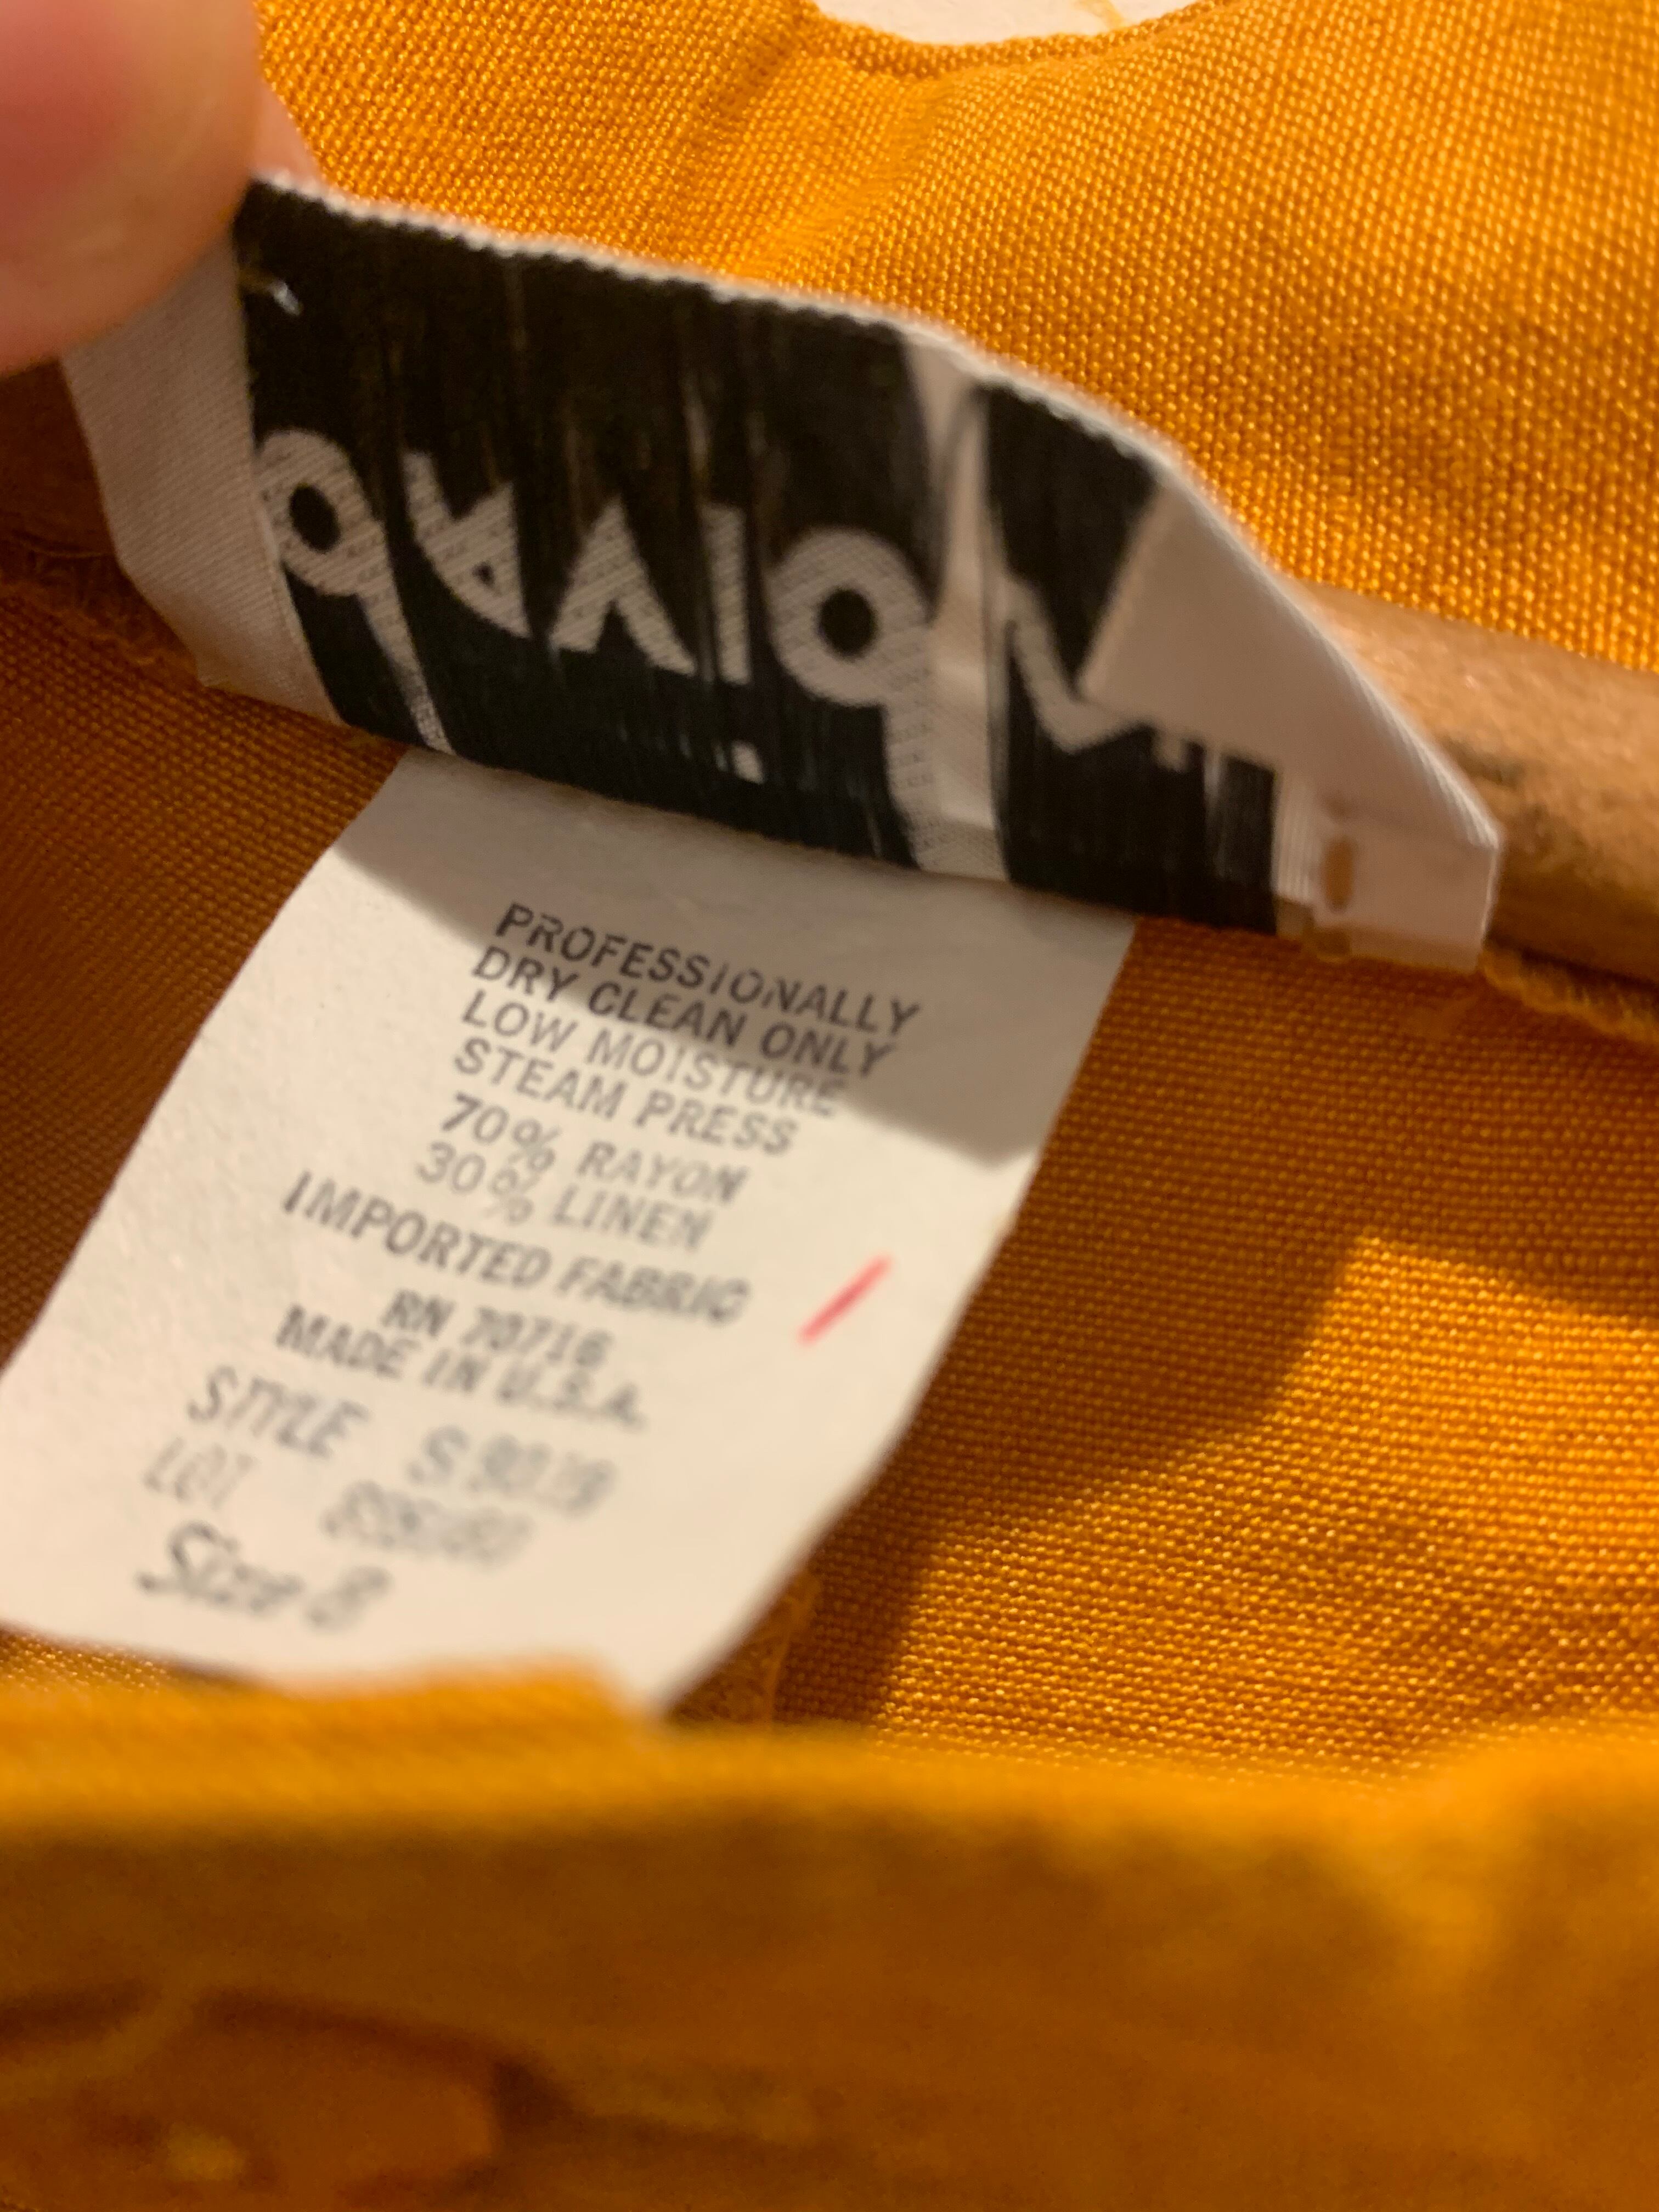 PROFESSIONALLY
DRY CLEAN ONLY
LOW MOISTURE
STEAM PRESS
70% RAYON
30% LINEN
IMPORTED FABRIC
RN 70716
MADE IN U.S.A.
STYLE
LOT
Size 8